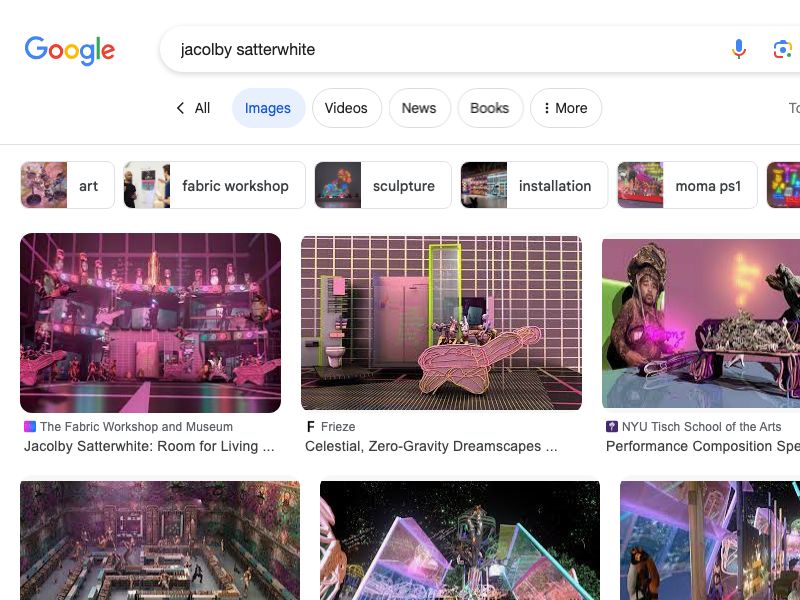 Google
jacolby satterwhite
All
Images
Videos
News
Books
More
To
art
fabric workshop
sculpture
installation
moma ps1
The Fabric Workshop and Museum
Jacolby Satterwhite: Room for Living ...
F Frieze
Celestial, Zero-Gravity Dreamscapes ...
NYU Tisch School of the Arts
Performance Composition Spe